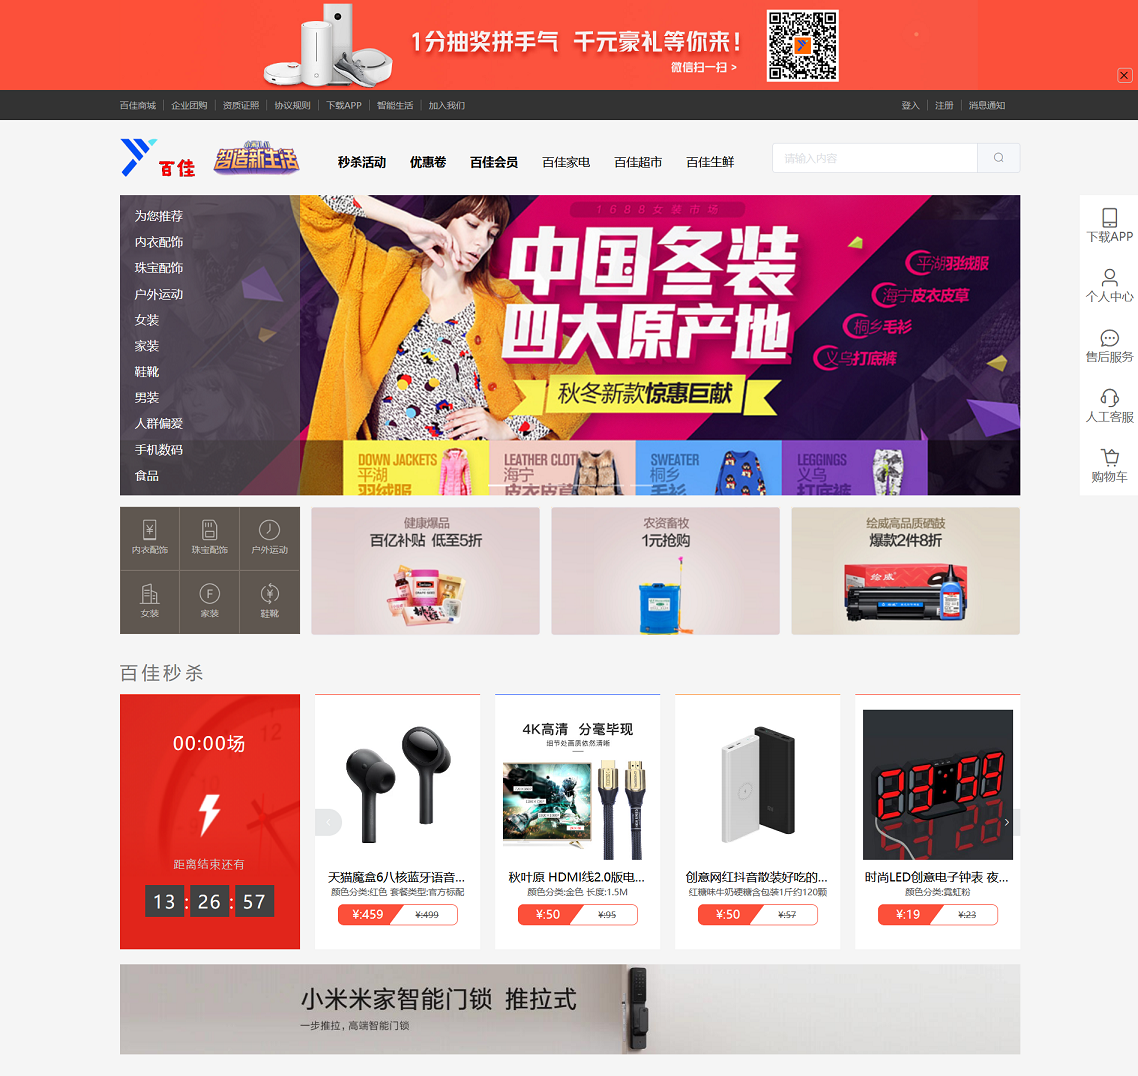 1分抽奖拼手气 千元豪礼等你来!
微信扫一扫 >
百佳商城 企业团购 资质证照 协议规则 下载APP 智能生活 加入我们
登入 注册 消息通知
百佳
智造新生活
秒杀活动 优惠卷 百佳会员 百佳家电 百佳超市 百佳生鲜
请输入内容
为您推荐
内衣配饰
珠宝配饰
户外运动
女装
家装
鞋靴
男装
人群偏爱
手机数码
食品
1688女装市场
中国冬装
四大原产地
秋冬新款惊惠巨献
平湖羽绒服
海宁皮衣皮草
桐乡毛衫
义乌打底裤
DOWN JACKETS
平湖
羽绒服
LEATHER CLOT
海宁
皮衣皮草
SWEATER
桐乡
毛衫
LEGGINGS
义乌
打底裤
下载APP
个人中心
售后服务
人工客服
购物车
内衣配饰 珠宝配饰 户外运动
女装 家装 鞋靴
健康爆品
百亿补贴 低至5折
农资畜牧
1元抢购
绘威高品质硒鼓
爆款2件8折
绘威
百佳秒杀
00:00场
距离结束还有
13 : 26 : 57
天猫魔盒6八核蓝牙语音...
颜色分类:红色 套餐类型:官方标配
¥:459 ¥:499
4K高清 分毫毕现
细节处画质依然清晰
秋叶原 HDMI线2.0版电...
颜色分类:金色 长度:1.5M
¥:50 ¥:95
创意网红抖音散装好吃的...
红糖味牛奶硬糖含包装1斤约120颗
¥:50 ¥:57
23:59
时尚LED创意电子钟表 夜...
颜色分类:霓虹粉
¥:19 ¥:23
小米米家智能门锁 推拉式
一步推拉, 高端智能门锁